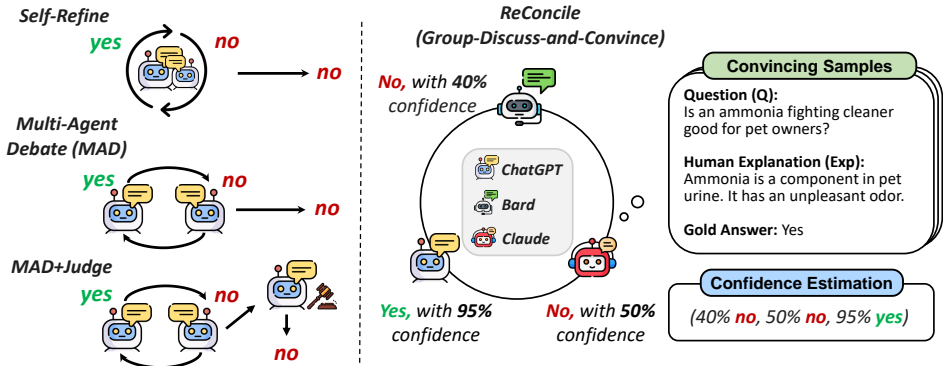 Self-Refine
yes
no
no
Multi-Agent
Debate (MAD)
yes
no
no
MAD+Judge
yes
no
no
ReConcile
(Group-Discuss-and-Convince)
No, with 40%
confidence
ChatGPT
Bard
Claude
Yes, with 95%
confidence
No, with 50%
confidence
Convincing Samples
Question (Q):
Is an ammonia fighting cleaner
good for pet owners?
Human Explanation (Exp):
Ammonia is a component in pet
urine. It has an unpleasant odor.
Gold Answer: Yes
Confidence Estimation
(40% no, 50% no, 95% yes)